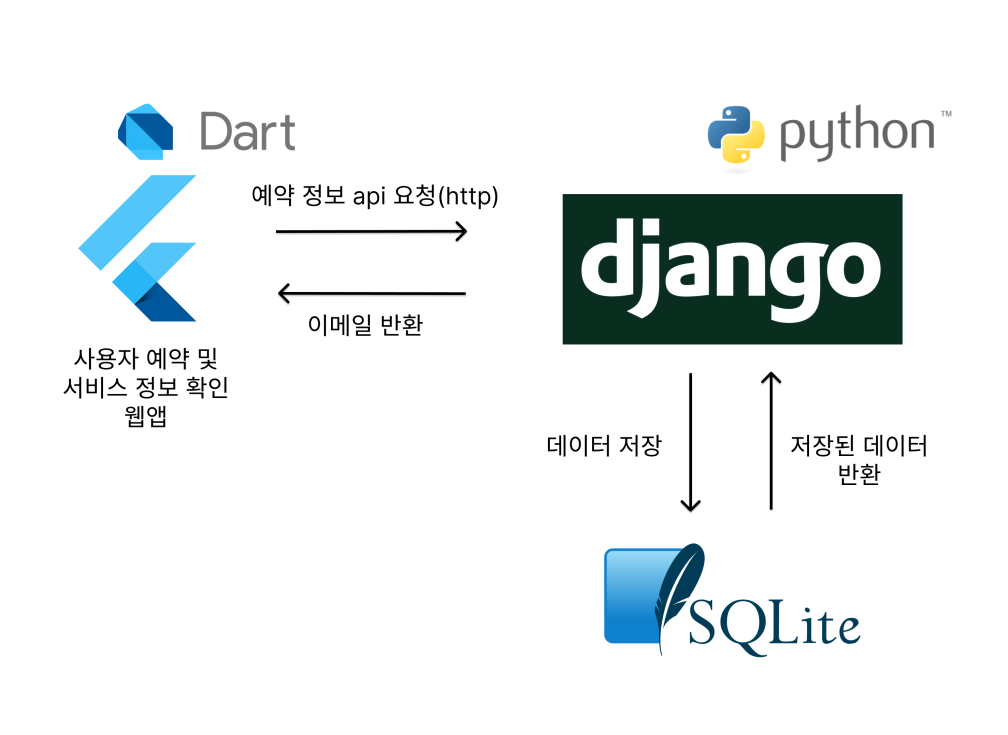 Dart
python™
예약 정보 api 요청(http)
django
이메일 반환
사용자 예약 및
서비스 정보 확인
웹앱
데이터 저장
저장된 데이터
반환
SQLite